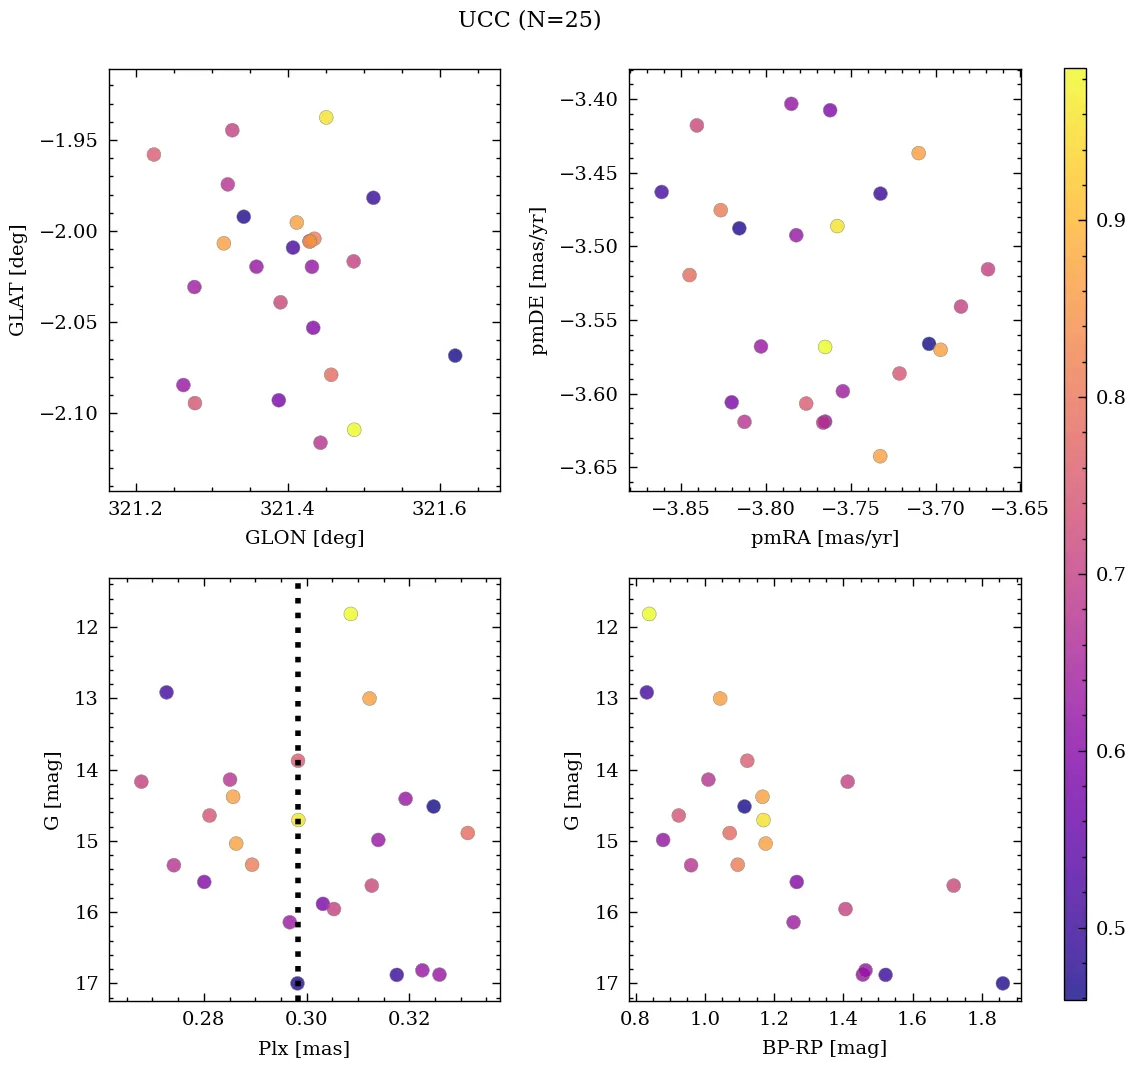 UCC (N=25)
−1.95
−2.00
−2.05
−2.10
GLAT [deg]
321.2 321.4 321.6
GLON [deg]
−3.40
−3.45
−3.50
−3.55
−3.60
−3.65
pmDE [mas/yr]
−3.85 −3.80 −3.75 −3.70 −3.65
pmRA [mas/yr]
0.9
0.8
0.7
0.6
0.5
12
13
14
15
16
17
G [mag]
0.28 0.30 0.32
Plx [mas]
12
13
14
15
16
17
G [mag]
0.8 1.0 1.2 1.4 1.6 1.8
BP-RP [mag]